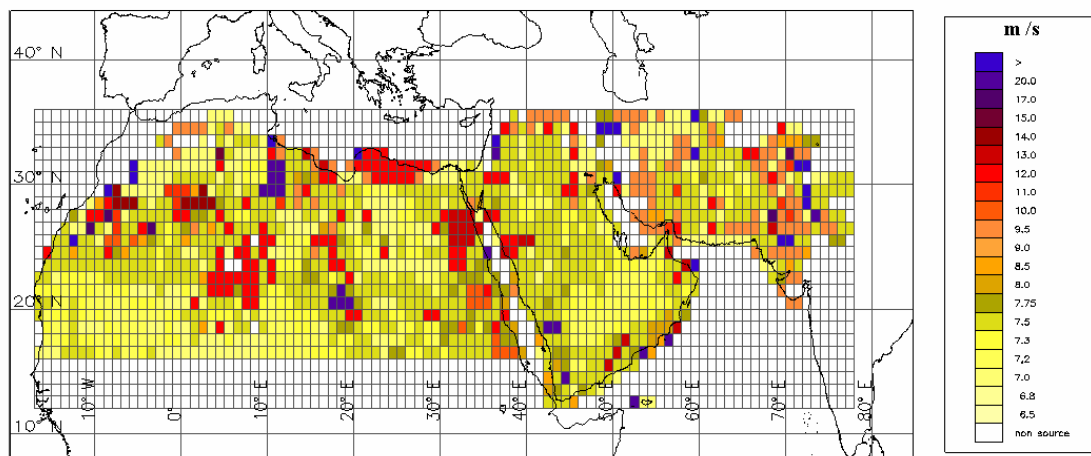 40° N
30° N
20° N
10° N
10° W
0°
10° E
20° E
30° E
40° E
50° E
60° E
70° E
80° E
m /s
>
20.0
17.0
15.0
14.0
13.0
12.0
11.0
10.0
9.5
9.0
8.5
8.0
7.75
7.5
7.3
7,2
7.0
6.8
6.5
non source